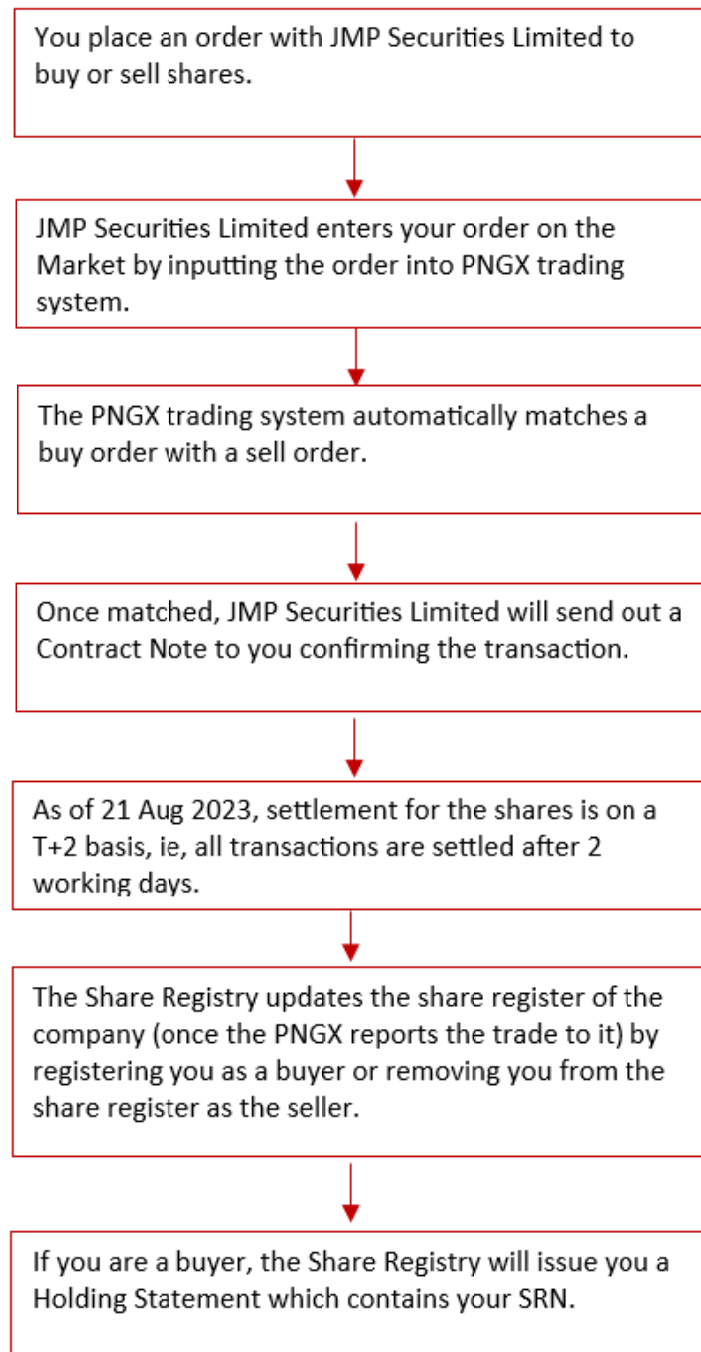 You place an order with JMP Securities Limited to
buy or sell shares.
JMP Securities Limited enters your order on the
Market by inputting the order into PNGX trading
system.
The PNGX trading system automatically matches a
buy order with a sell order.
Once matched, JMP Securities Limited will send out a
Contract Note to you confirming the transaction.
As of 21 Aug 2023, settlement for the shares is on a
T+2 basis, ie, all transactions are settled after 2
working days.
The Share Registry updates the share register of the
company (once the PNGX reports the trade to it) by
registering you as a buyer or removing you from the
share register as the seller.
If you are a buyer, the Share Registry will issue you a
Holding Statement which contains your SRN.